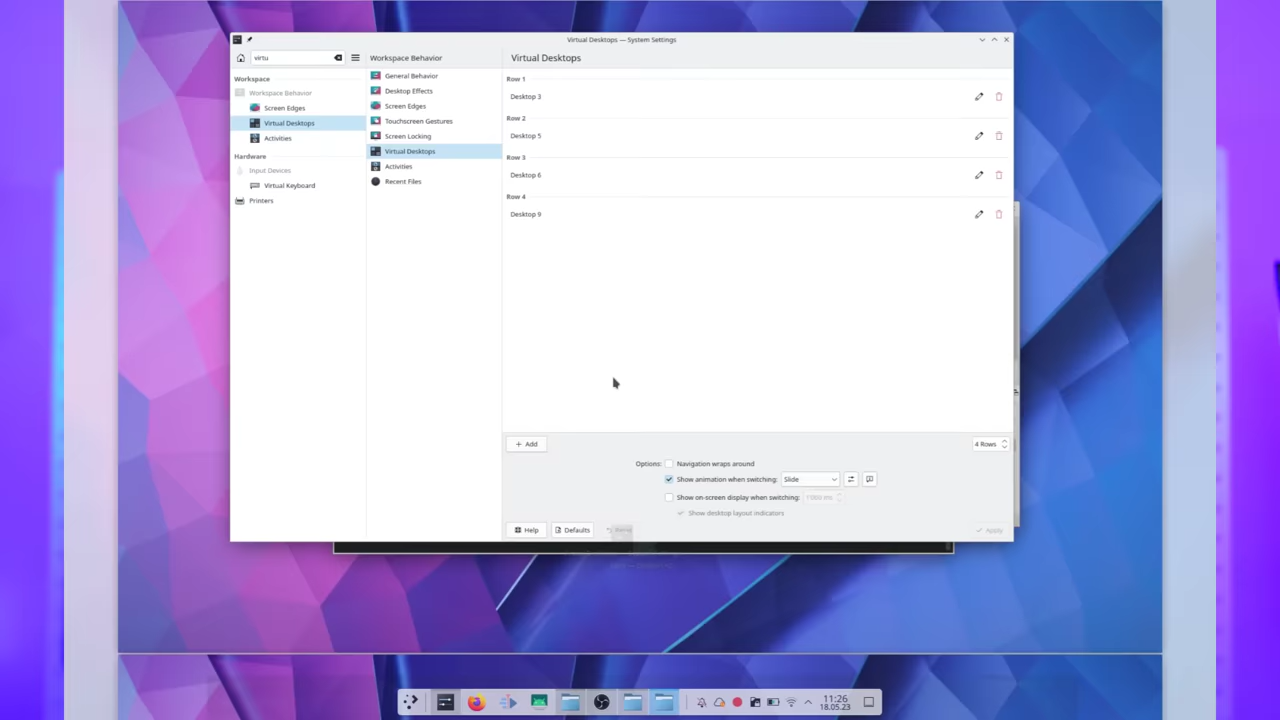 Virtual Desktops — System Settings
virtu
Workspace Behavior
Virtual Desktops
Workspace
Workspace Behavior
Screen Edges
Virtual Desktops
Activities
Hardware
Input Devices
Virtual Keyboard
Printers
General Behavior
Desktop Effects
Screen Edges
Touchscreen Gestures
Screen Locking
Virtual Desktops
Activities
Recent Files
Row 1
Desktop 3
Row 2
Desktop 5
Row 3
Desktop 6
Row 4
Desktop 9
+ Add
4 Rows
Options: Navigation wraps around
Show animation when switching: Slide
Show on-screen display when switching: 1000 ms
Show desktop layout indicators
Help
Defaults
Apply
11:26
18.05.23